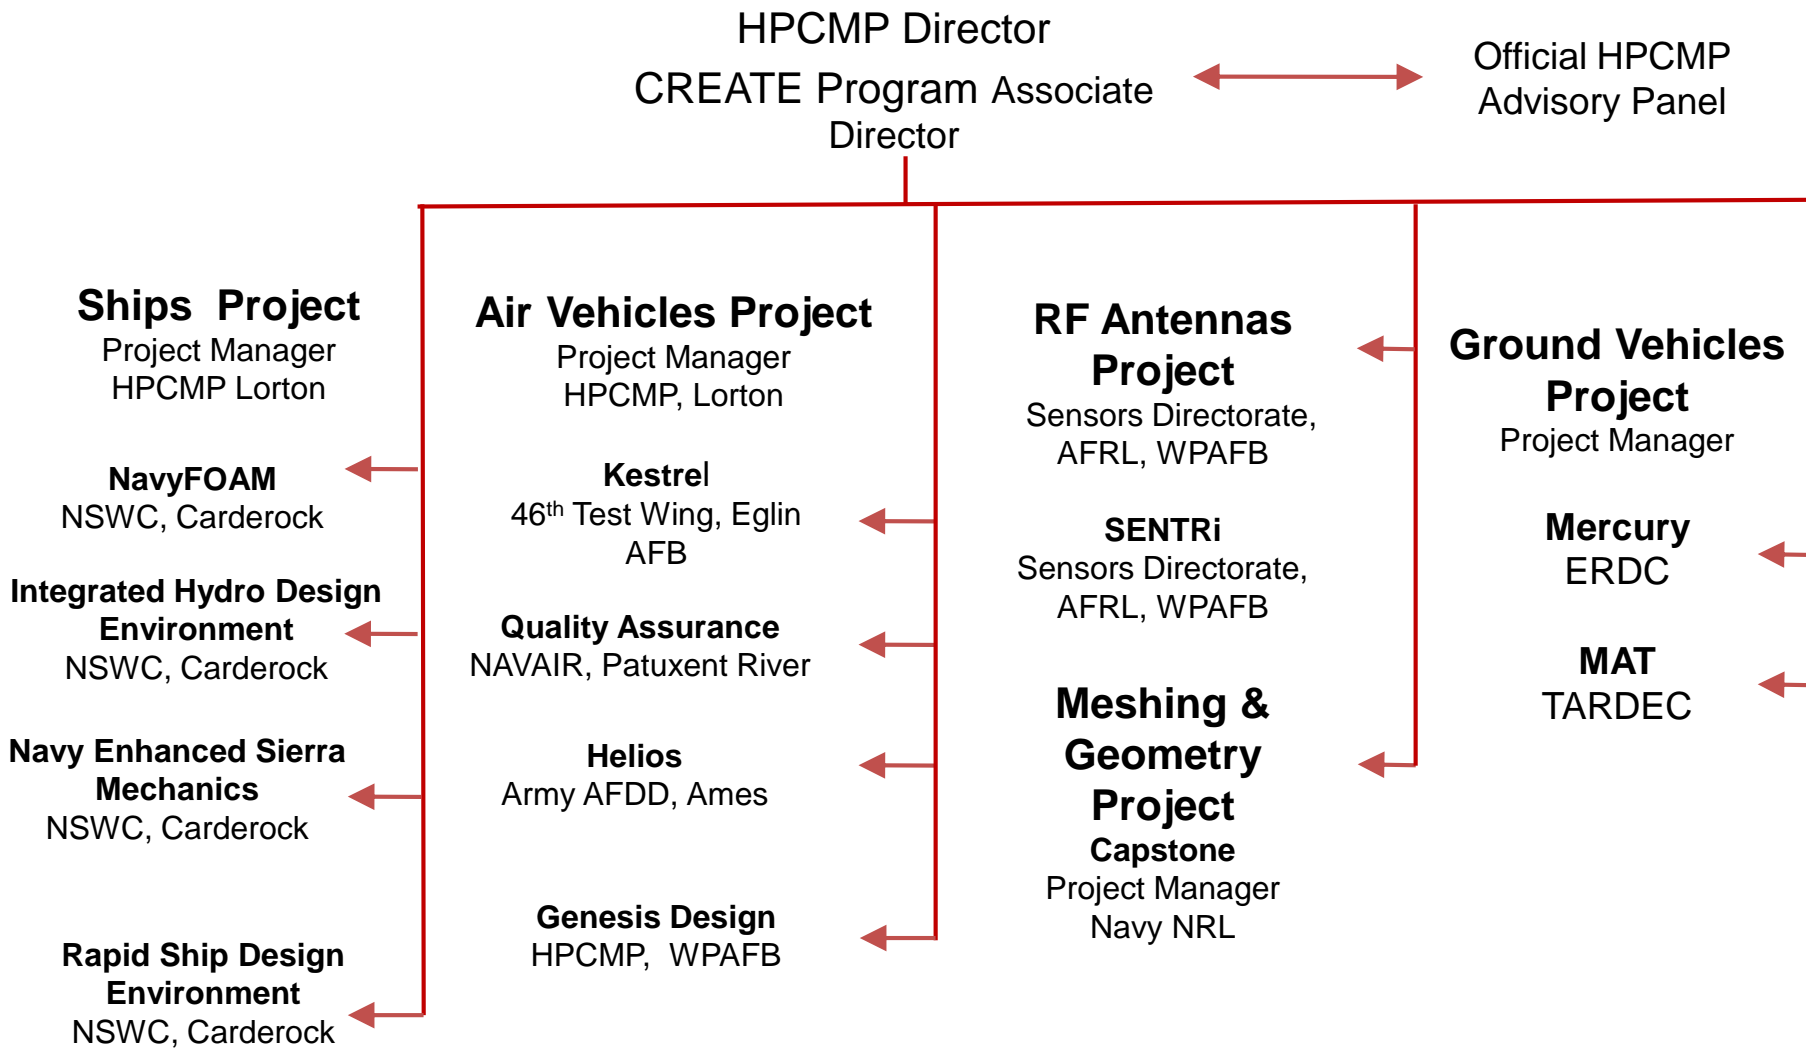 HPCMP Director
CREATE Program Associate
Director
Official HPCMP
Advisory Panel
Ships Project
Project Manager
HPCMP Lorton
NavyFOAM
NSWC, Carderock
Integrated Hydro Design
Environment
NSWC, Carderock
Navy Enhanced Sierra
Mechanics
NSWC, Carderock
Rapid Ship Design
Environment
NSWC, Carderock
Air Vehicles Project
Project Manager
HPCMP, Lorton
Kestrel
46th Test Wing, Eglin
AFB
Quality Assurance
NAVAIR, Patuxent River
Helios
Army AFDD, Ames
Genesis Design
HPCMP, WPAFB
RF Antennas
Project
Sensors Directorate,
AFRL, WPAFB
SENTRi
Sensors Directorate,
AFRL, WPAFB
Meshing &
Geometry
Project
Capstone
Project Manager
Navy NRL
Ground Vehicles
Project
Project Manager
Mercury
ERDC
MAT
TARDEC